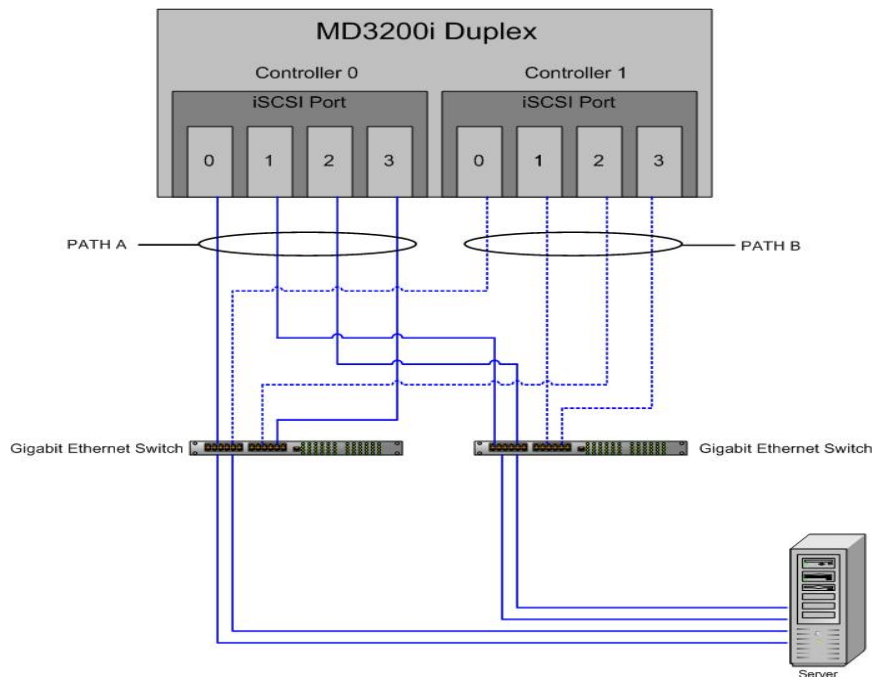 MD3200i Duplex
Controller 0
Controller 1
iSCSI Port
iSCSI Port
0
1
2
3
0
1
2
3
PATH A
PATH B
Gigabit Ethernet Switch
Gigabit Ethernet Switch
Server